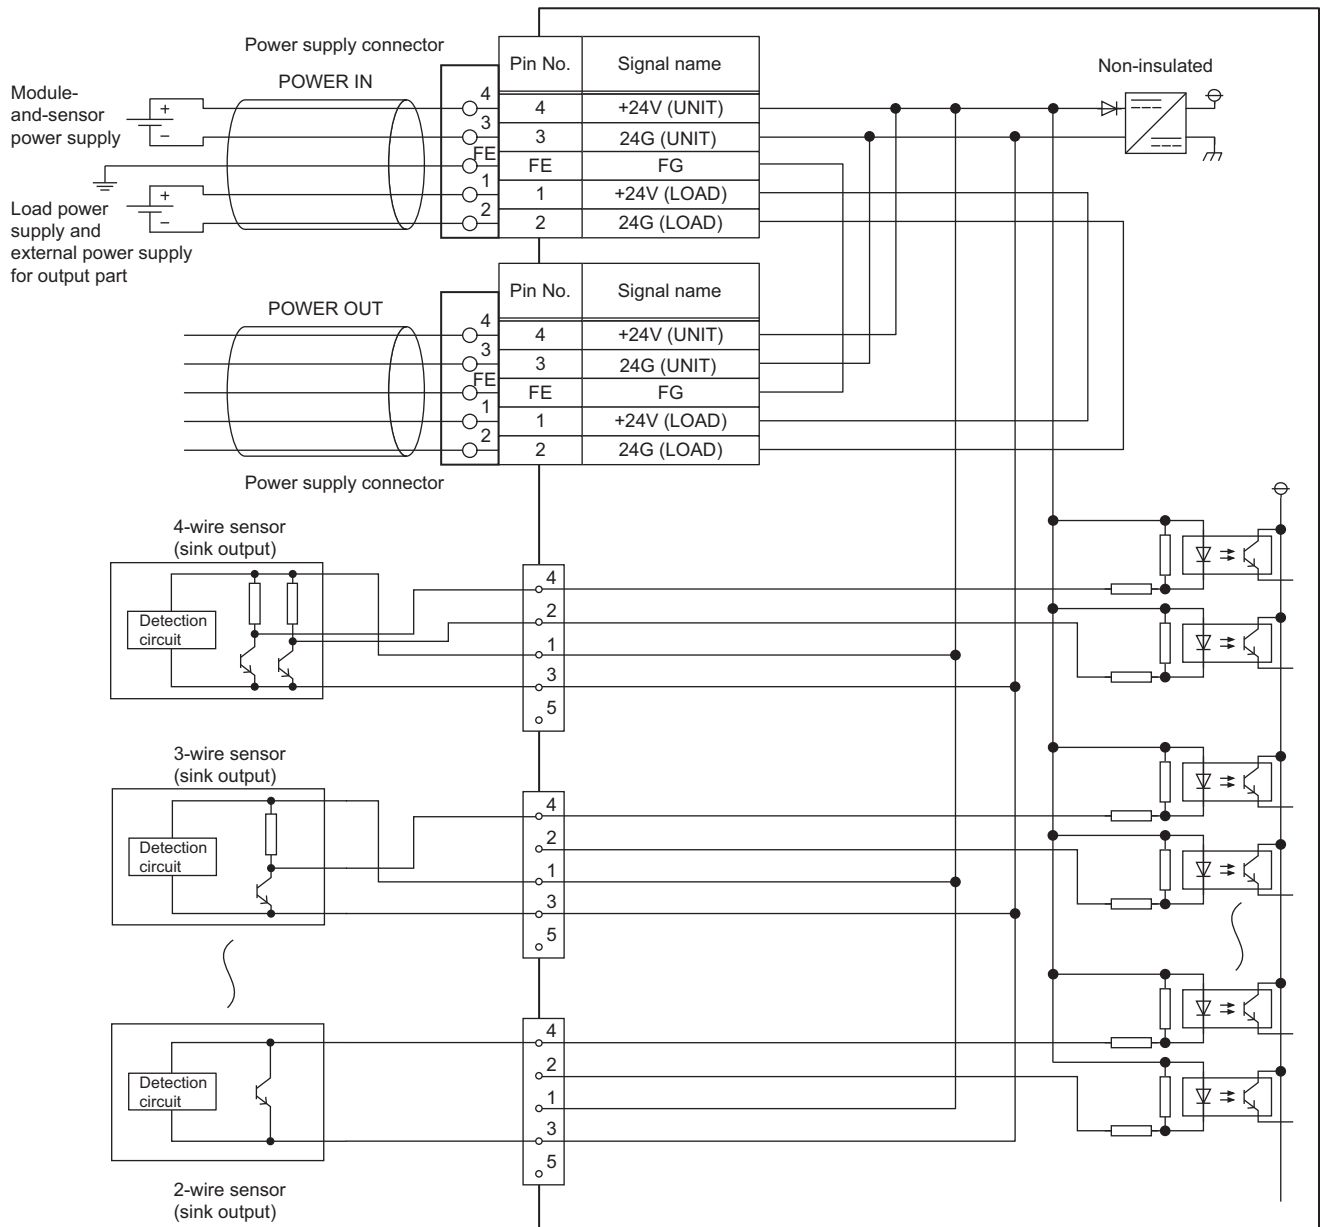 Power supply connector
POWER IN
Module-
and-sensor
power supply
+
−
Load power
supply and
external power supply
for output part
+
−
4
3
FE
1
2
Pin No. Signal name
4 +24V (UNIT)
3 24G (UNIT)
FE FG
1 +24V (LOAD)
2 24G (LOAD)
Non-insulated
POWER OUT
4
3
FE
1
2
Pin No. Signal name
4 +24V (UNIT)
3 24G (UNIT)
FE FG
1 +24V (LOAD)
2 24G (LOAD)
Power supply connector
4-wire sensor
(sink output)
Detection
circuit
4
2
1
3
5
3-wire sensor
(sink output)
Detection
circuit
4
2
1
3
5
Detection
circuit
4
2
1
3
5
2-wire sensor
(sink output)